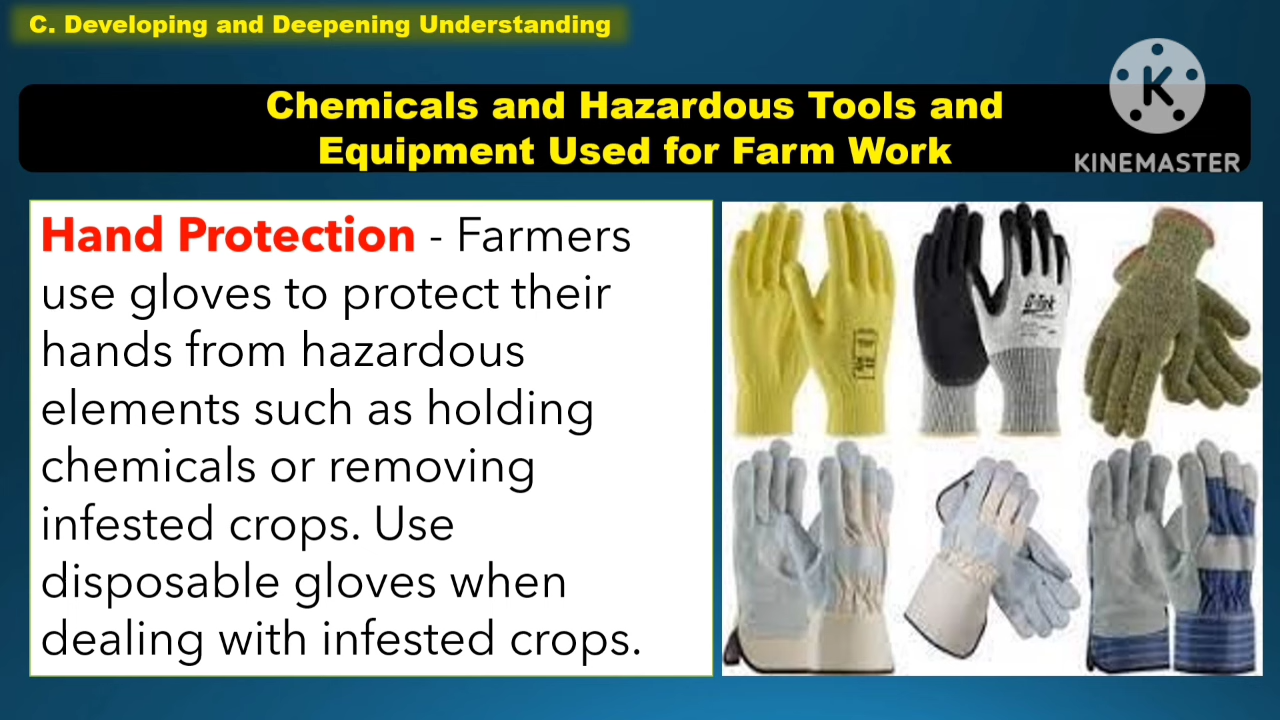 C. Developing and Deepening Understanding
Chemicals and Hazardous Tools and
Equipment Used for Farm Work
K
KINEMASTER
Hand Protection - Farmers
use gloves to protect their
hands from hazardous
elements such as holding
chemicals or removing
infested crops. Use
disposable gloves when
dealing with infested crops.
G-Tek